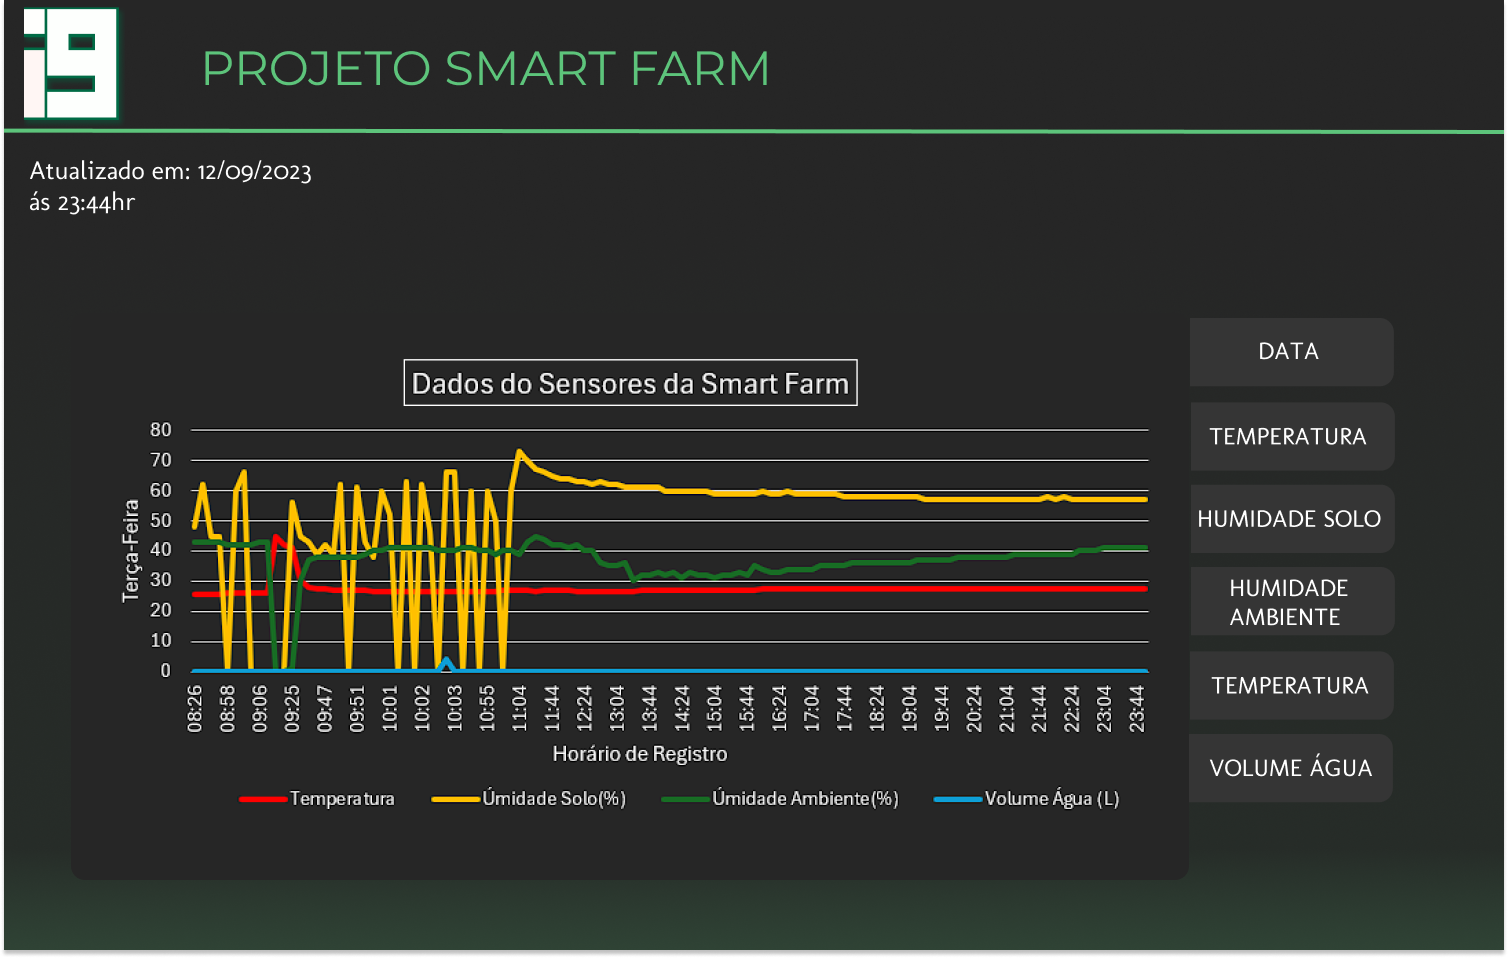 i9
PROJETO SMART FARM
Atualizado em: 12/09/2023
ás 23:44hr
DATA
TEMPERATURA
HUMIDADE SOLO
HUMIDADE
AMBIENTE
TEMPERATURA
VOLUME ÁGUA
Dados do Sensores da Smart Farm
Terça-Feira
80
70
60
50
40
30
20
10
0
08:26
08:58
09:06
09:25
09:47
09:51
10:01
10:02
10:03
10:55
11:04
11:44
12:24
13:04
13:44
14:24
15:04
15:44
16:24
17:04
17:44
18:24
19:04
19:44
20:24
21:04
21:44
22:24
23:04
23:44
Horário de Registro
Temperatura
Úmidade Solo(%)
Úmidade Ambiente(%)
Volume Água (L)